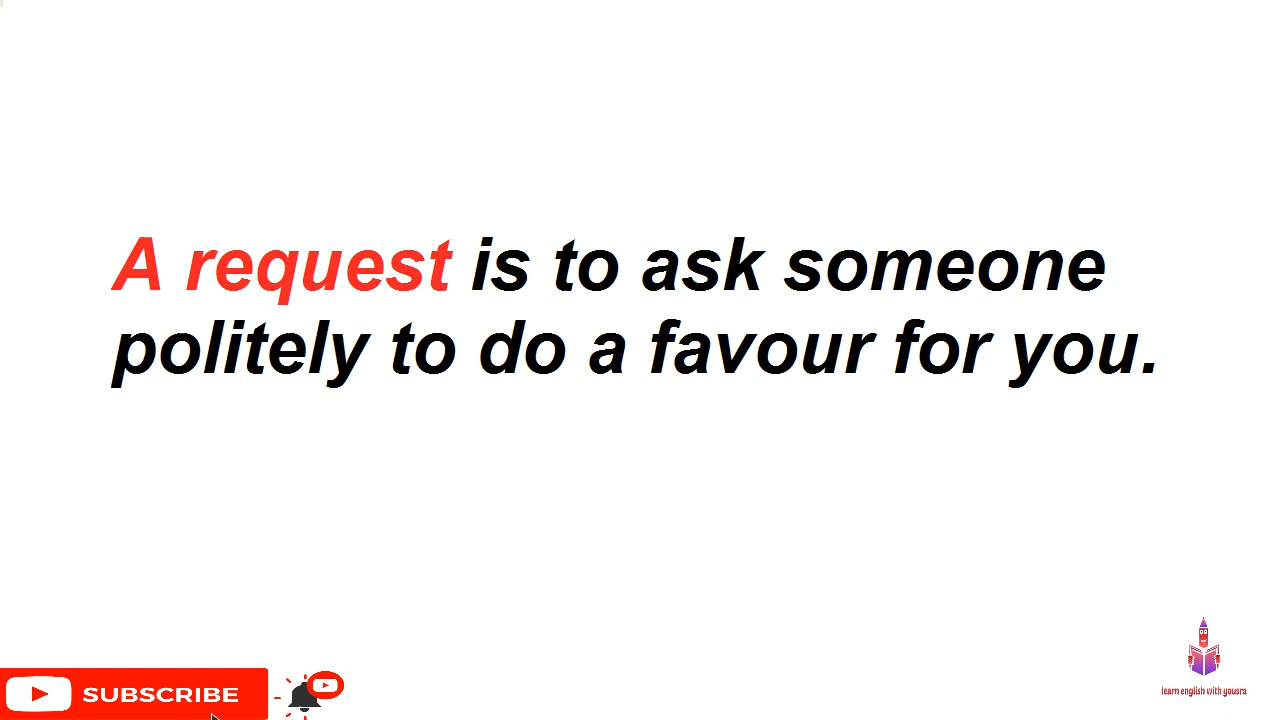 A request is to ask someone
politely to do a favour for you.
SUBSCRIBE
learn english with yousra